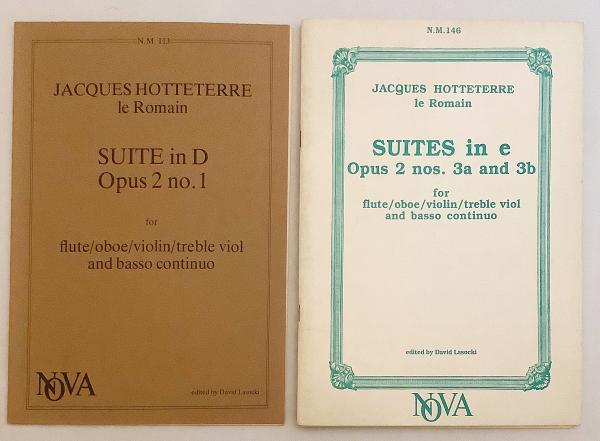 N.M. 113
JACQUES HOTTETERRE
le Romain
SUITE in D
Opus 2 no. 1
for
flute/oboe/violin/treble viol
and basso continuo
NOVA
edited by David Lasocki
N.M.146
JACQUES HOTTETERRE
le Romain
SUITES in e
Opus 2 nos. 3a and 3b
for
flute/oboe/violin/treble viol
and basso continuo
edited by David Lasocki
NOVA